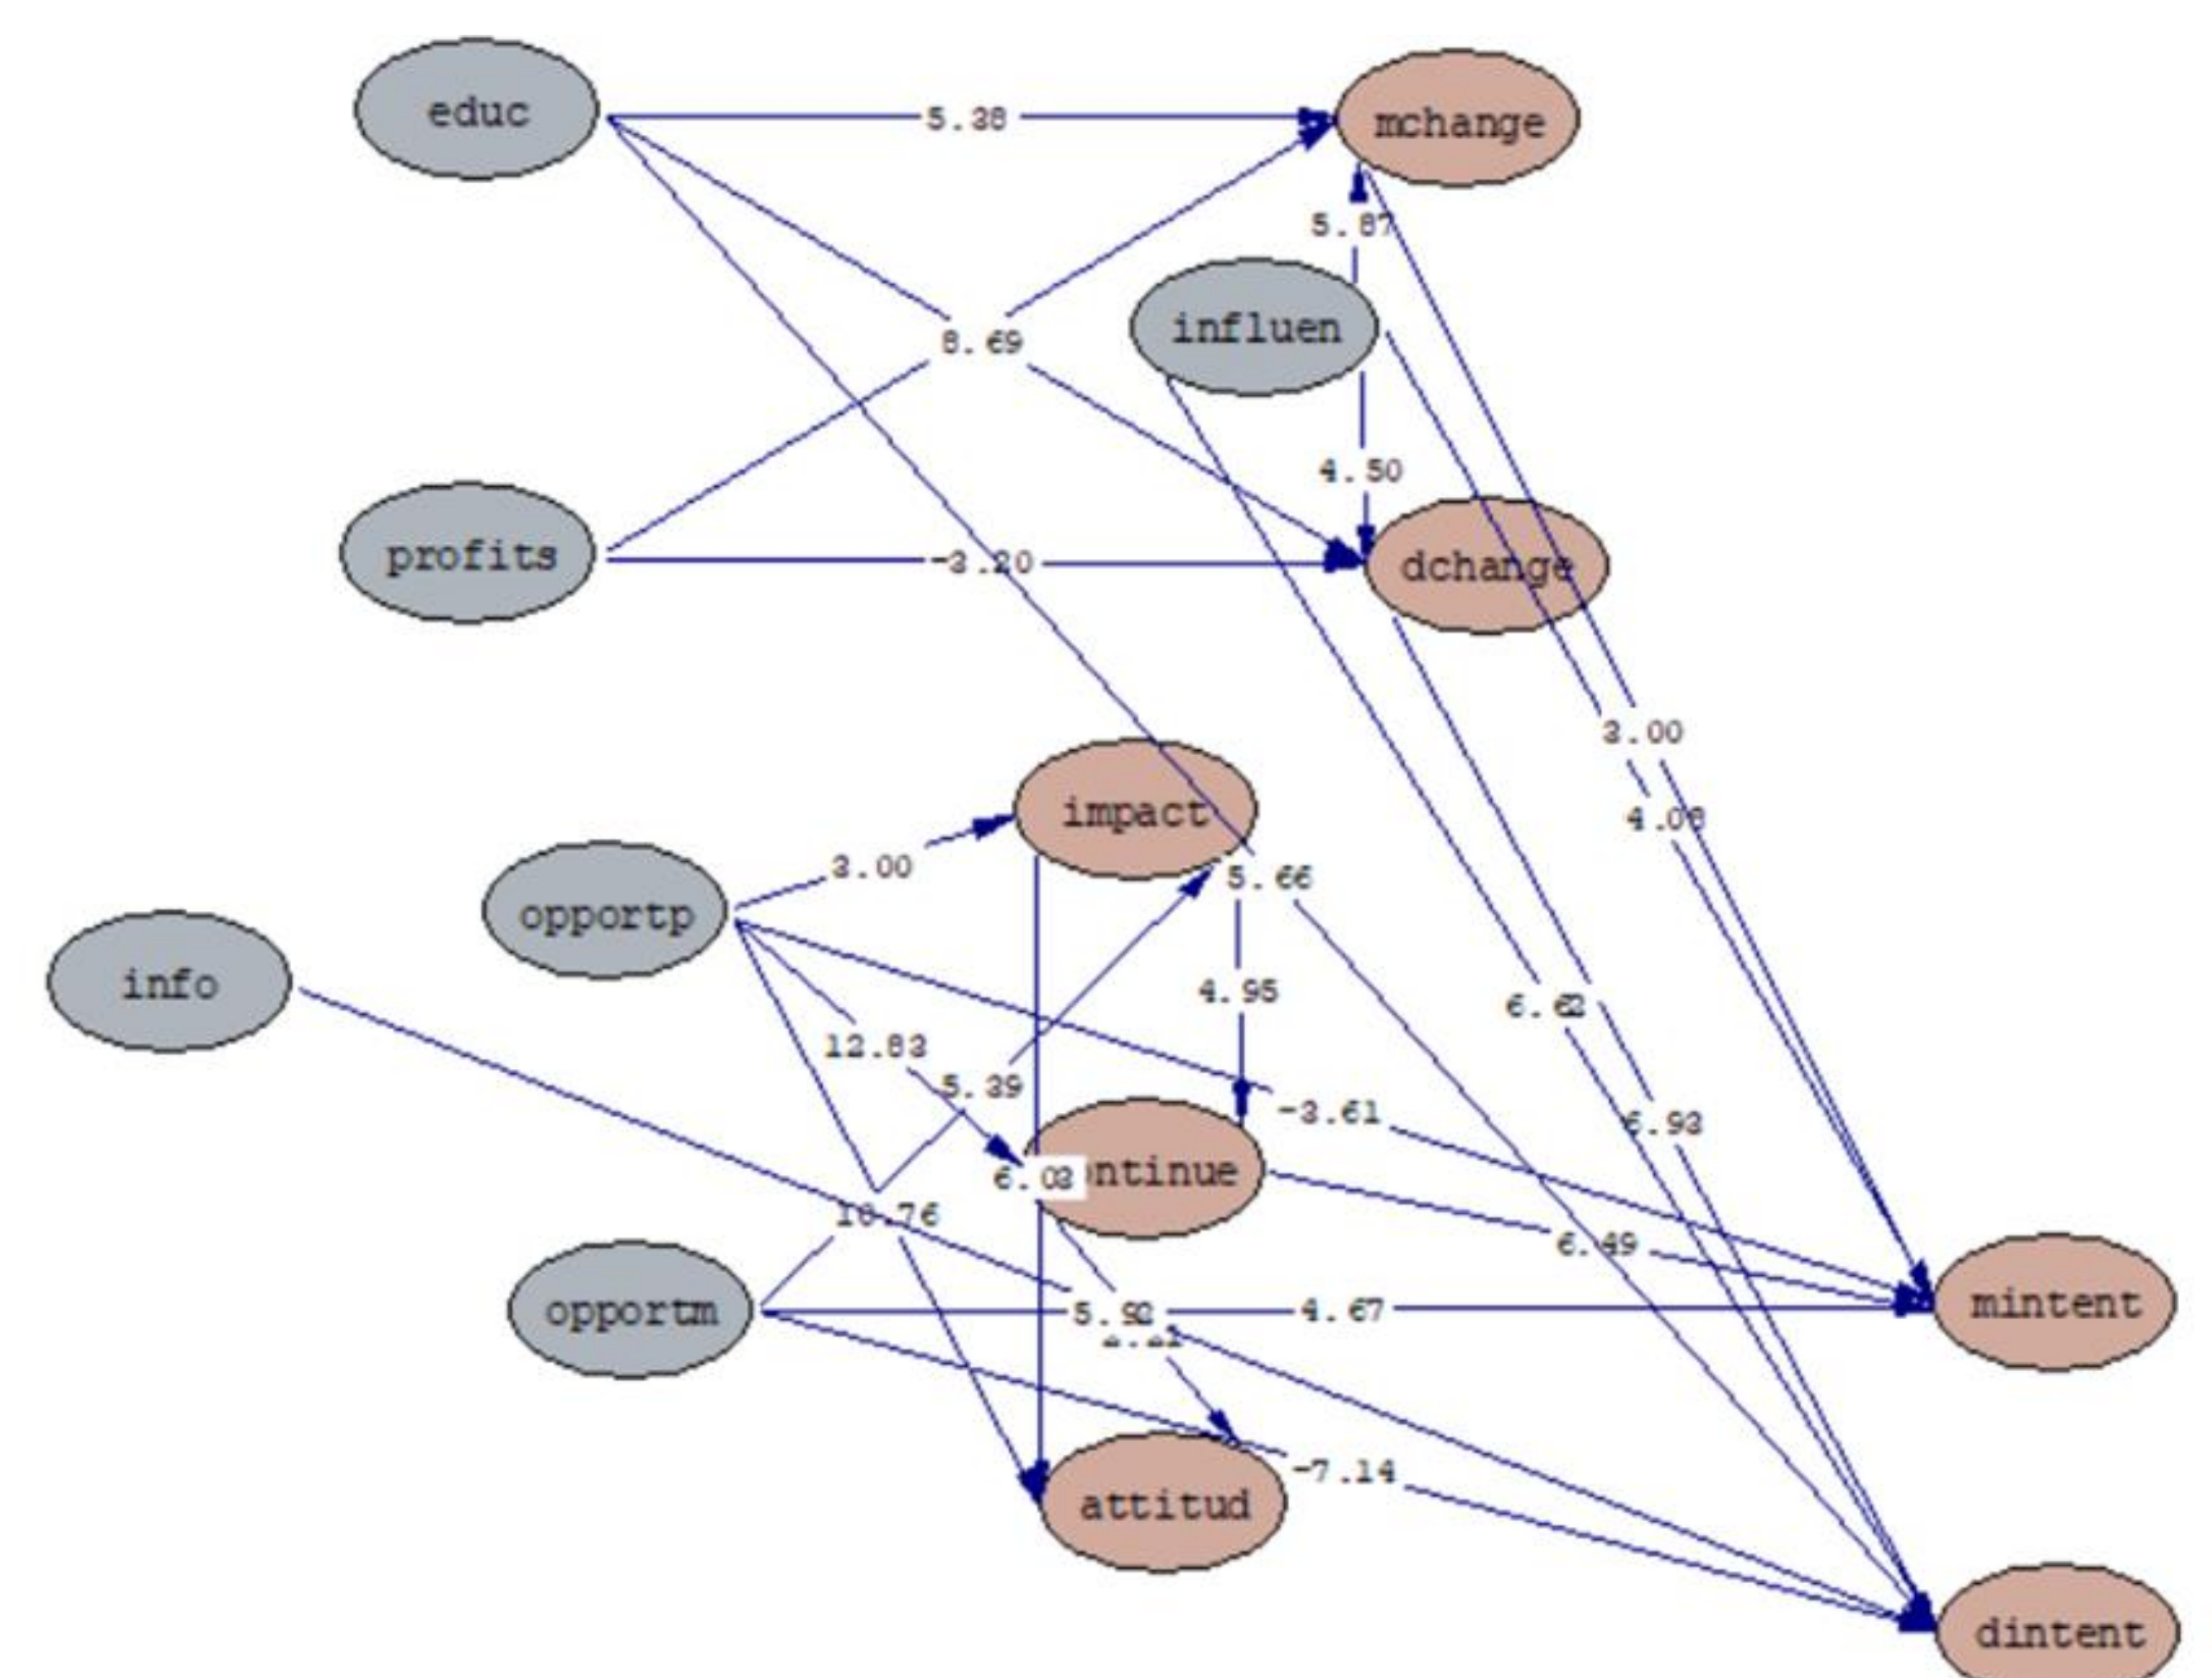 educ
5.38
mchange
5.87
influen
8.69
4.50
profits
-3.20
dchange
3.00
impact
4.08
3.00
5.66
opportp
info
4.95
6.62
12.83
5.39
-3.61
6.93
6.03
ntinue
10.76
6.49
opportm
4.67
mintent
-7.14
attitud
dintent